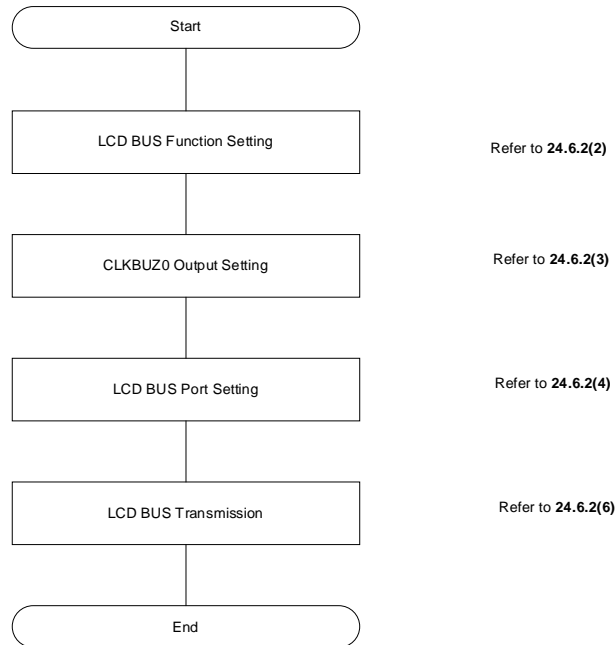 Start
LCD BUS Function Setting
Refer to 24.6.2(2)
CLKBUZ0 Output Setting
Refer to 24.6.2(3)
LCD BUS Port Setting
Refer to 24.6.2(4)
LCD BUS Transmission
Refer to 24.6.2(6)
End